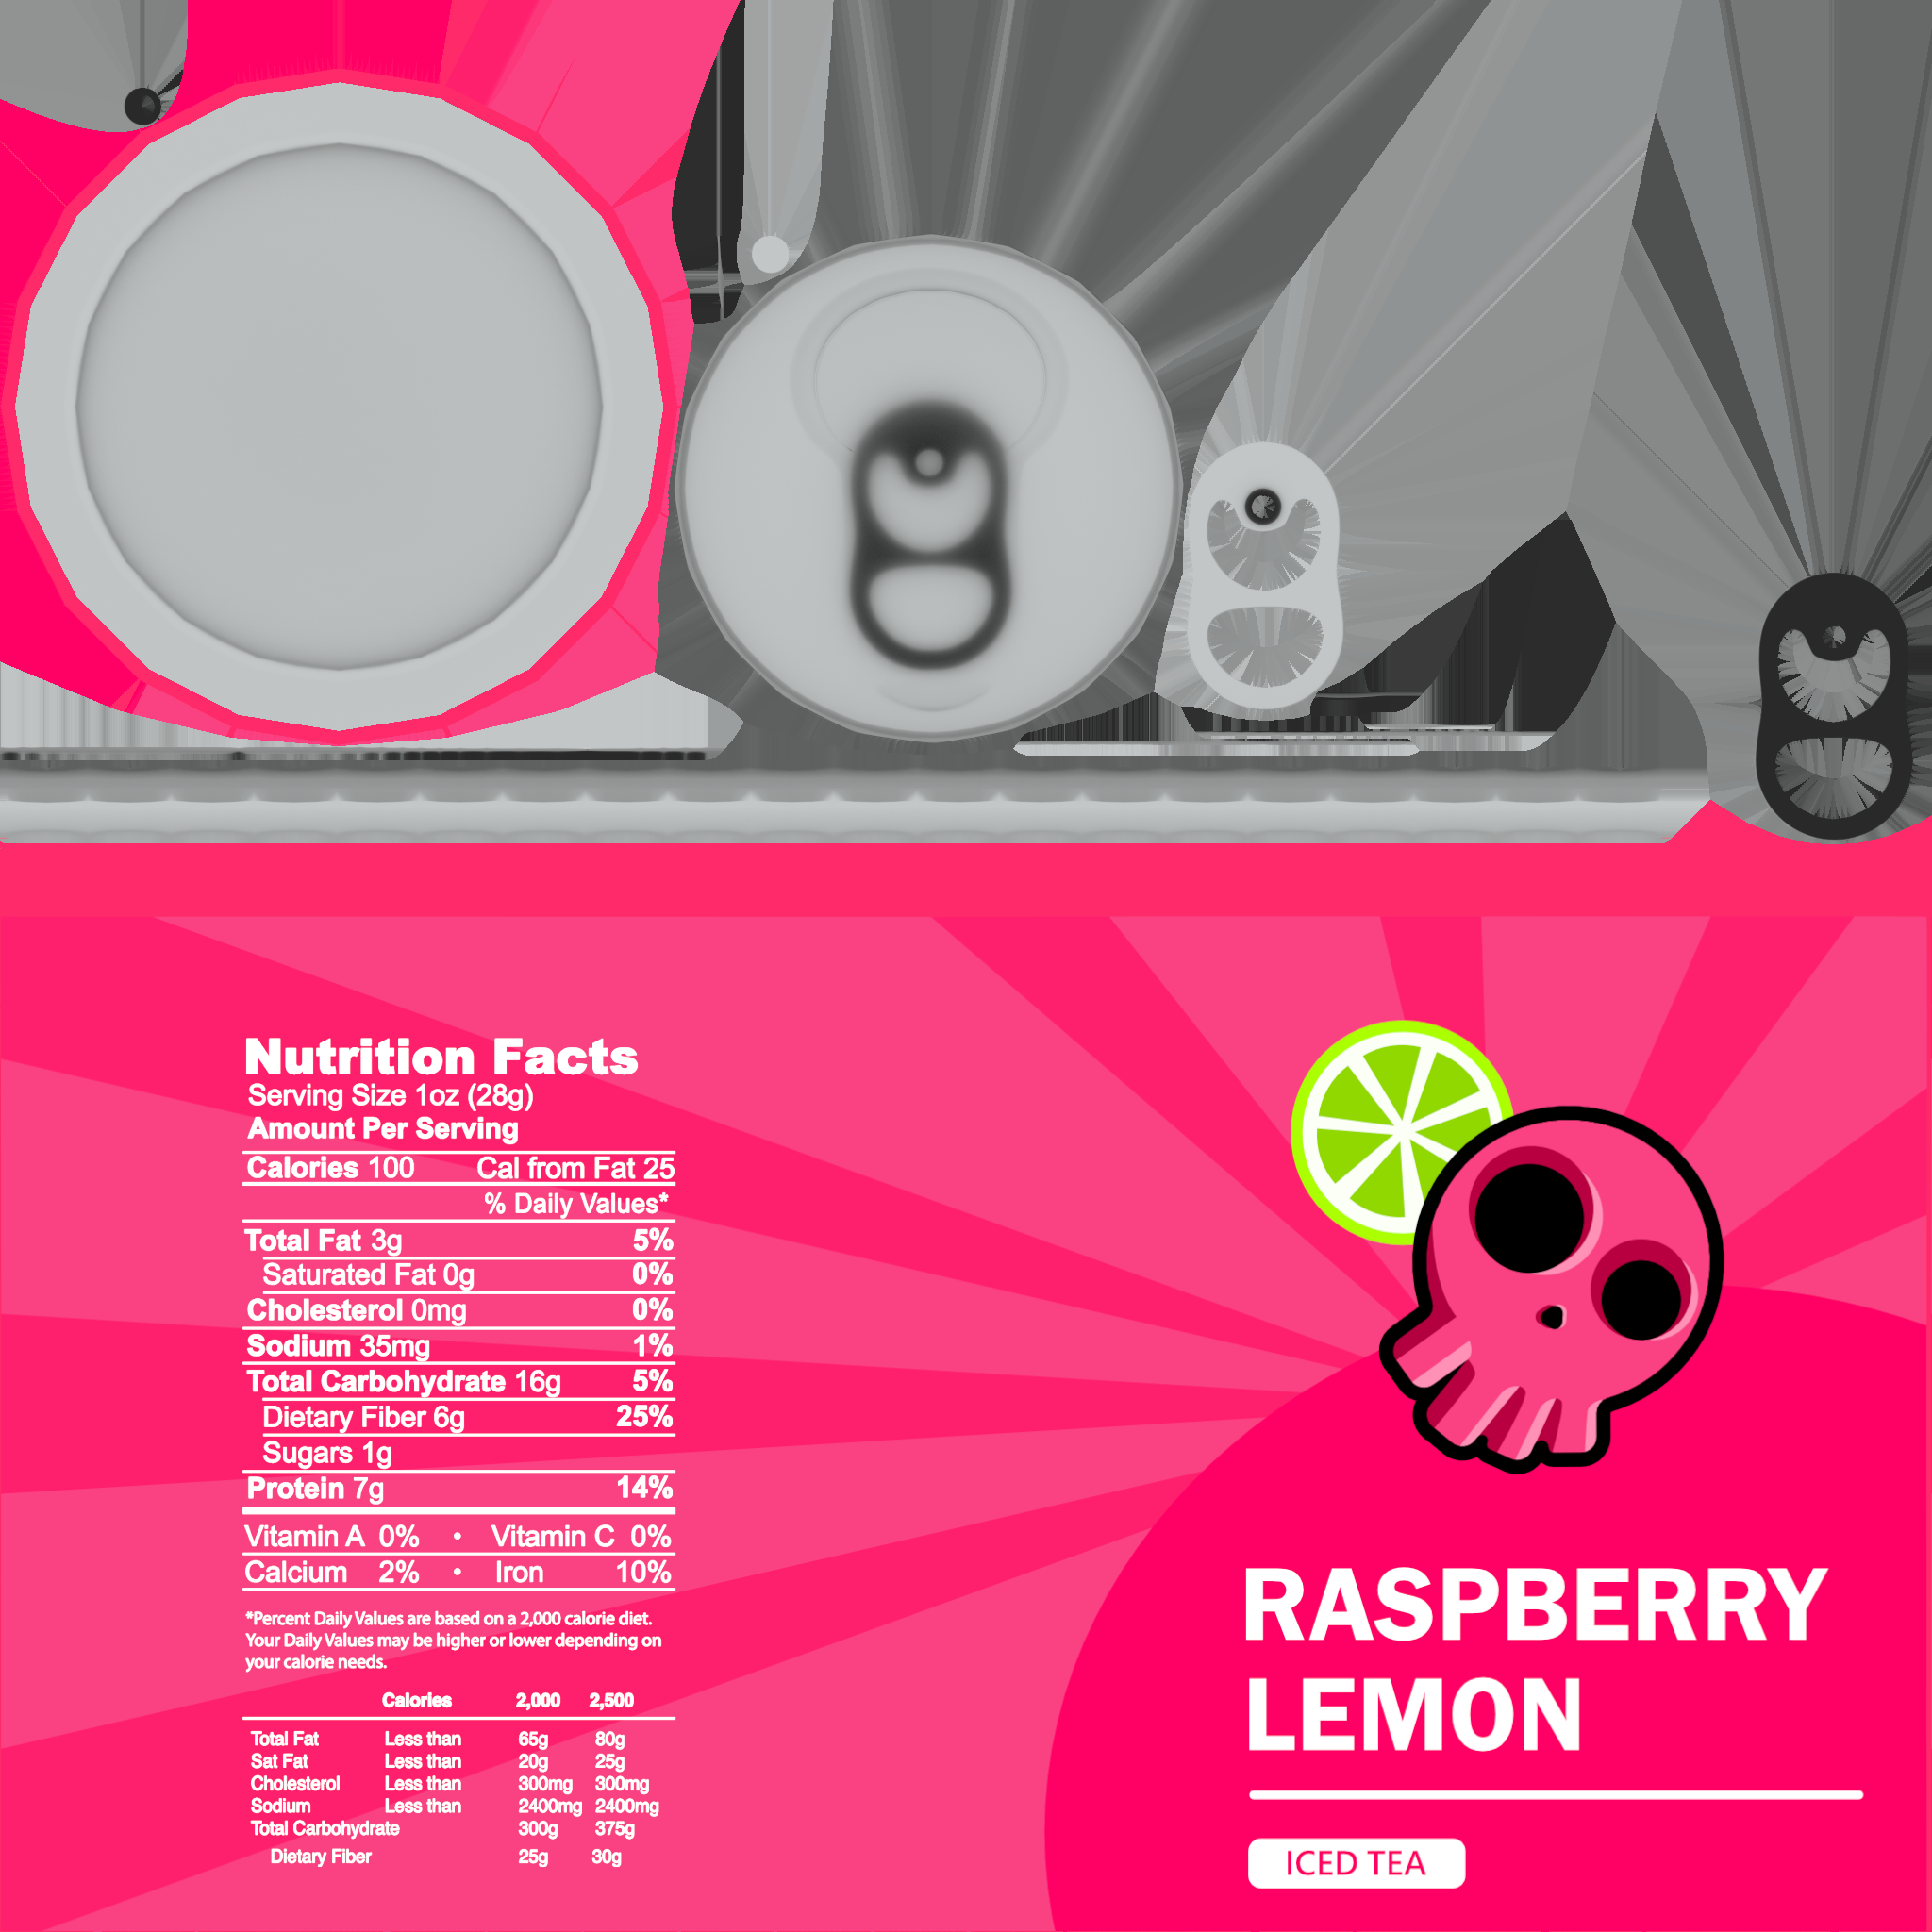 Nutrition Facts
Serving Size 1oz (28g)
Amount Per Serving
Calories 100 Cal from Fat 25
% Daily Values*
Total Fat 3g 5%
Saturated Fat 0g 0%
Cholesterol 0mg 0%
Sodium 35mg 1%
Total Carbohydrate 16g 5%
Dietary Fiber 6g 25%
Sugars 1g
Protein 7g 14%
Vitamin A 0% • Vitamin C 0%
Calcium 2% • Iron 10%
*Percent Daily Values are based on a 2,000 calorie diet.
Your Daily Values may be higher or lower depending on
your calorie needs.
Calories 2,000 2,500
Total Fat Less than 65g 80g
Sat Fat Less than 20g 25g
Cholesterol Less than 300mg 300mg
Sodium Less than 2400mg 2400mg
Total Carbohydrate 300g 375g
Dietary Fiber 25g 30g
RASPBERRY
LEMON
ICED TEA